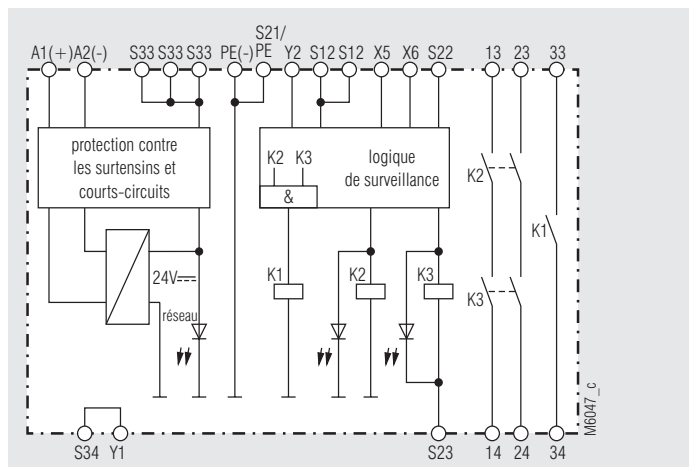 S21/
A1(+) A2(-) S33 S33 S33 PE(-) PE Y2 S12 S12 X5 X6 S22 13 23 33
protection contre
les surtensins et
courts-circuits
K2 K3
&
logique
de surveillance
K2
K1
24V
K1 K2 K3
K3
réseau
M6047_c
S34 Y1 S23 14 24 34